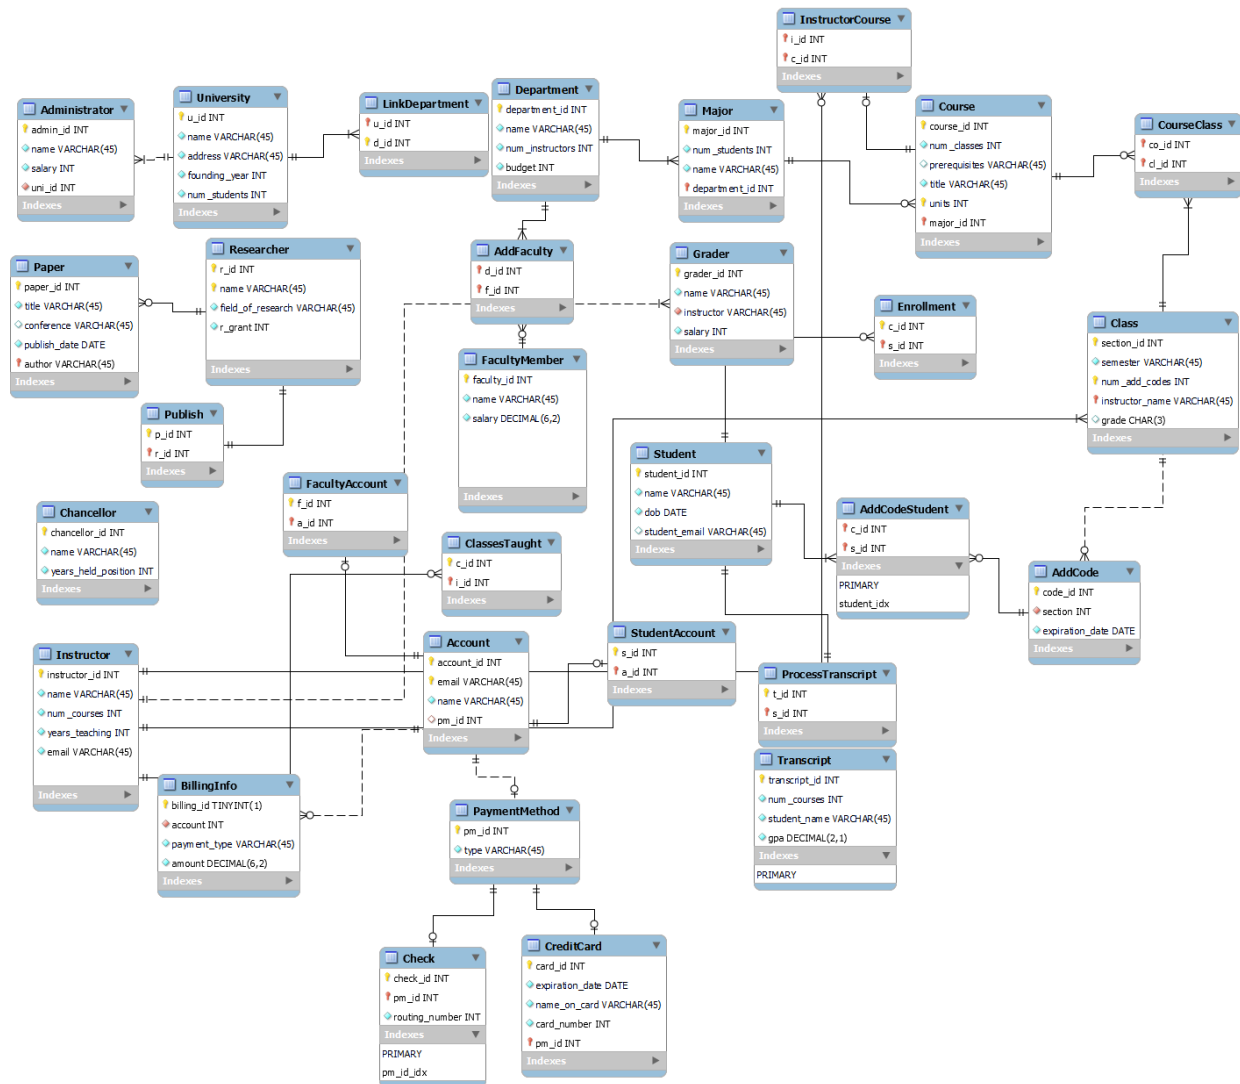 InstructorCourse
i_id INT
c_id INT
Indexes
Administrator
admin_id INT
name VARCHAR(45)
salary INT
uni_id INT
Indexes
University
u_id INT
name VARCHAR(45)
address VARCHAR(45)
founding_year INT
num_students INT
Indexes
LinkDepartment
u_id INT
d_id INT
Indexes
Department
department_id INT
name VARCHAR(45)
num_instructors INT
budget INT
Indexes
Major
major_id INT
num_students INT
name VARCHAR(45)
department_id INT
Indexes
Course
course_id INT
num_classes INT
prerequisites VARCHAR(45)
title VARCHAR(45)
units INT
major_id INT
Indexes
CourseClass
co_id INT
cl_id INT
Indexes
Paper
paper_id INT
title VARCHAR(45)
conference VARCHAR(45)
publish_date DATE
author VARCHAR(45)
Indexes
Researcher
r_id INT
name VARCHAR(45)
field_of_research VARCHAR(45)
r_grant INT
Indexes
AddFaculty
d_id INT
f_id INT
Indexes
Grader
grader_id INT
name VARCHAR(45)
instructor VARCHAR(45)
salary INT
Indexes
Enrollment
c_id INT
s_id INT
Indexes
Class
section_id INT
semester VARCHAR(45)
num_add_codes INT
instructor_name VARCHAR(45)
grade CHAR(3)
Indexes
FacultyMember
faculty_id INT
name VARCHAR(45)
salary DECIMAL(6,2)
Indexes
Publish
p_id INT
r_id INT
Indexes
Student
student_id INT
name VARCHAR(45)
dob DATE
student_email VARCHAR(45)
Indexes
FacultyAccount
f_id INT
a_id INT
Indexes
Chancellor
chancellor_id INT
name VARCHAR(45)
years_held_position INT
Indexes
AddCodeStudent
c_id INT
s_id INT
Indexes
PRIMARY
student_idx
ClassesTaught
c_id INT
i_id INT
Indexes
AddCode
code_id INT
section INT
expiration_date DATE
Indexes
Instructor
instructor_id INT
name VARCHAR(45)
num_courses INT
years_teaching INT
email VARCHAR(45)
Indexes
Account
account_id INT
email VARCHAR(45)
name VARCHAR(45)
pm_id INT
Indexes
StudentAccount
s_id INT
a_id INT
Indexes
ProcessTranscript
t_id INT
s_id INT
Indexes
Transcript
transcript_id INT
num_courses INT
student_name VARCHAR(45)
gpa DECIMAL(2,1)
Indexes
PRIMARY
BillingInfo
billing_id TINYINT(1)
account INT
payment_type VARCHAR(45)
amount DECIMAL(6,2)
Indexes
PaymentMethod
pm_id INT
type VARCHAR(45)
Indexes
Check
check_id INT
pm_id INT
routing_number INT
Indexes
PRIMARY
pm_id_idx
CreditCard
card_id INT
expiration_date DATE
name_on_card VARCHAR(45)
card_number INT
pm_id INT
Indexes